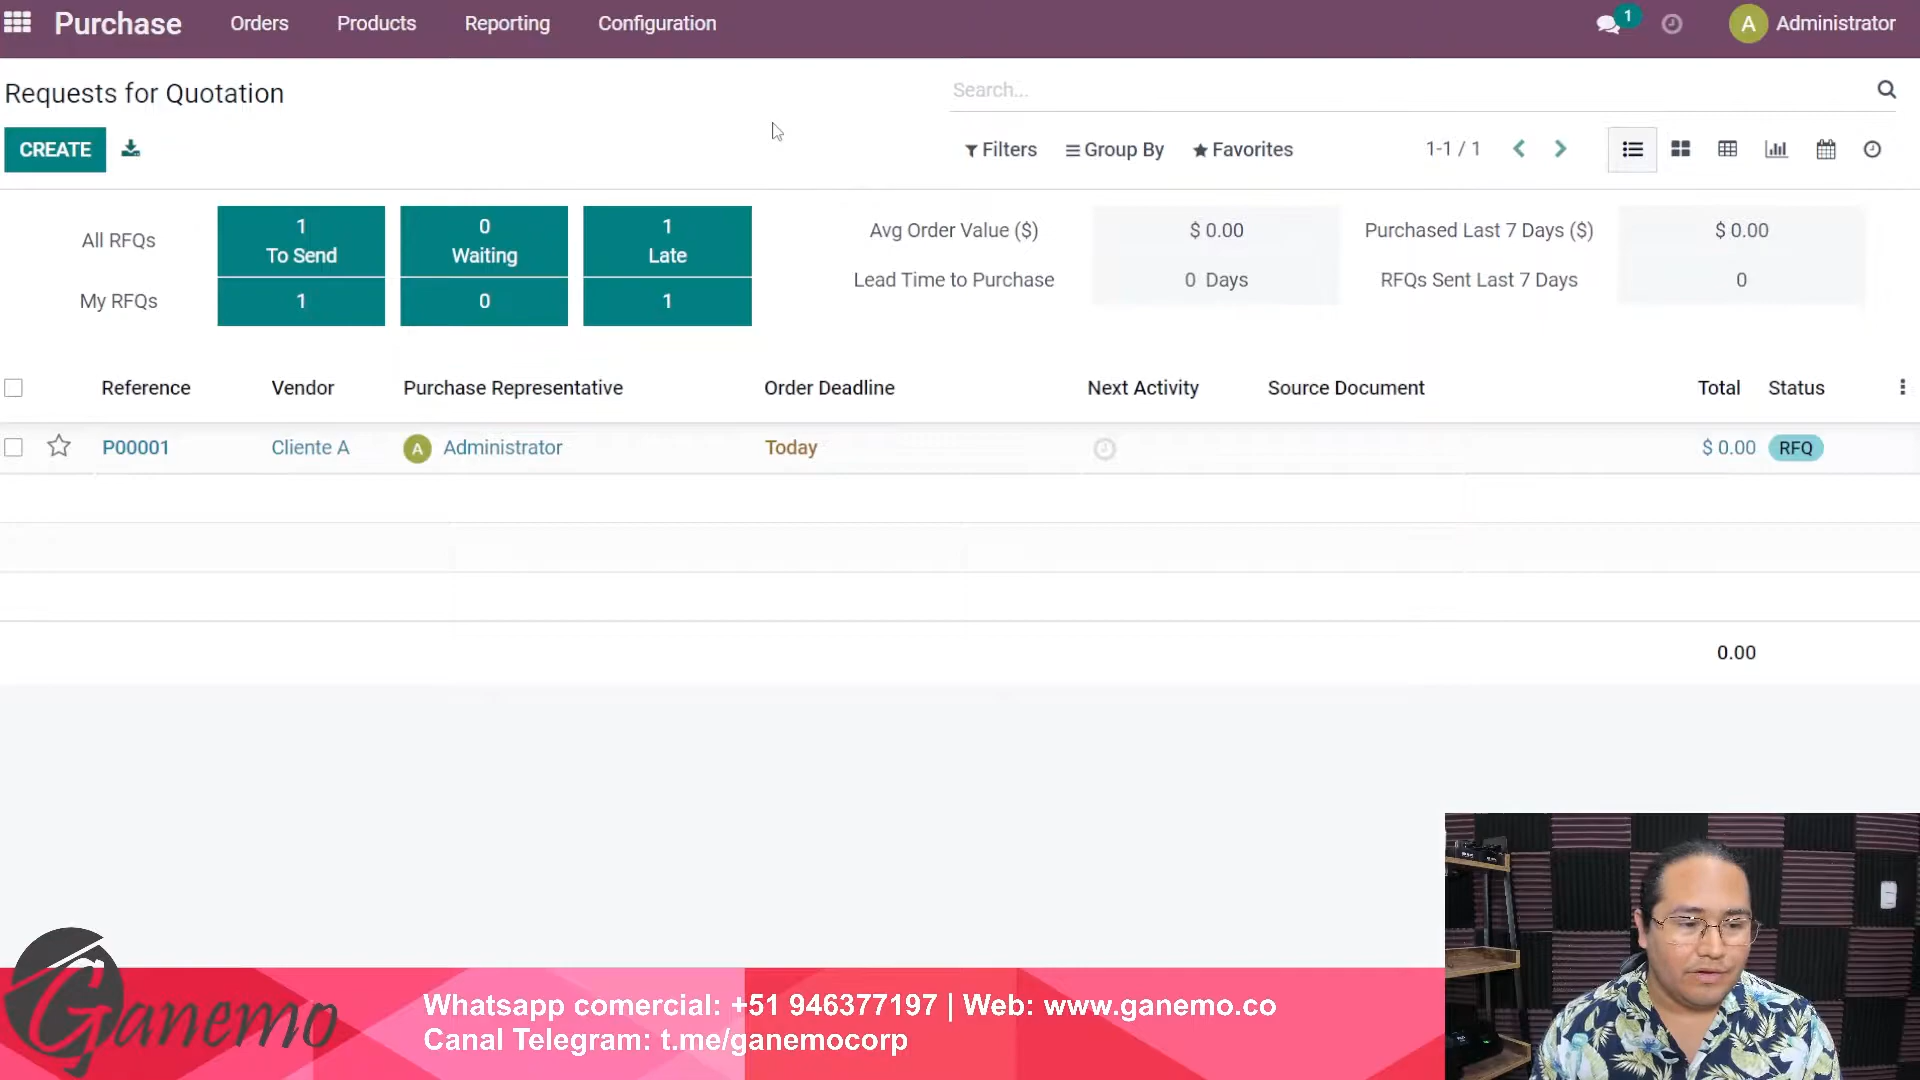 Purchase Orders Products Reporting Configuration 1 A Administrator
Requests for Quotation Search...
CREATE Filters Group By Favorites 1-1 / 1
All RFQs 1 To Send 0 Waiting 1 Late
My RFQs 1 0 1
Avg Order Value ($) $ 0.00 Purchased Last 7 Days ($) $ 0.00
Lead Time to Purchase 0 Days RFQs Sent Last 7 Days 0
Reference Vendor Purchase Representative Order Deadline Next Activity Source Document Total Status
P00001 Cliente A A Administrator Today $ 0.00 RFQ
0.00
Ganemo
Whatsapp comercial: +51 946377197 | Web: www.ganemo.co
Canal Telegram: t.me/ganemocorp